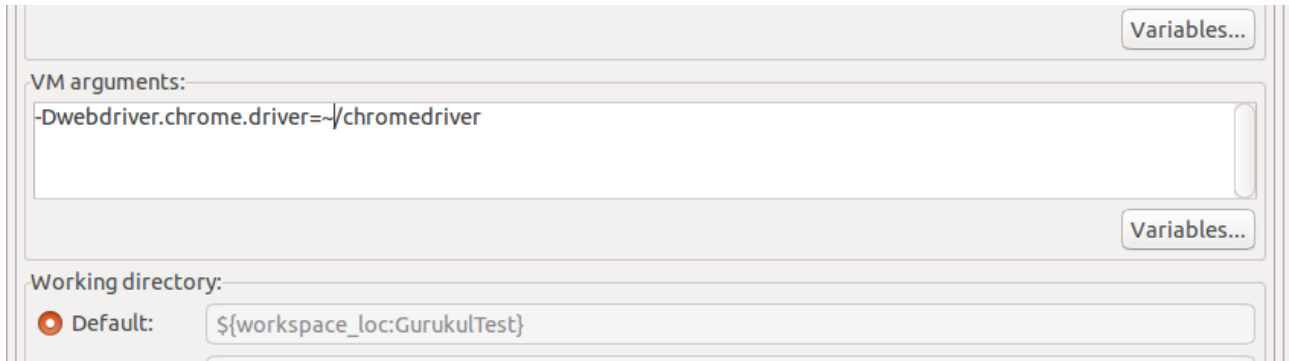 Variables...
VM arguments:
-Dwebdriver.chrome.driver=~/chromedriver
Variables...
Working directory:
Default: ${workspace_loc:GurukulTest}